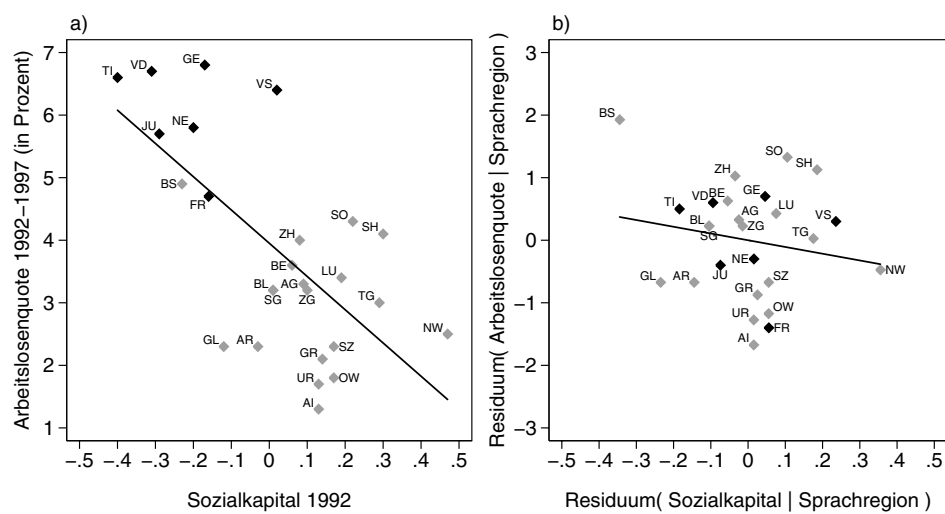 a)
Arbeitslosenquote 1992−1997 (in Prozent)
7
6
5
4
3
2
1
TI
VD
GE
VS
JU
NE
BS
FR
SO
SH
ZH
BE
LU
BL
AG
SG
ZG
TG
NW
GL
AR
SZ
GR
UR
OW
AI
−.5
−.4
−.3
−.2
−.1
0
.1
.2
.3
.4
.5
Sozialkapital 1992
b)
Residuum( Arbeitslosenquote | Sprachregion )
3
2
1
0
−1
−2
−3
BS
SO
SH
ZH
TI
VD
BE
GE
LU
VS
BL
AG
ZG
SG
TG
NE
NW
JU
GL
AR
SZ
GR
UR
OW
FR
AI
−.5
−.4
−.3
−.2
−.1
0
.1
.2
.3
.4
.5
Residuum( Sozialkapital | Sprachregion )